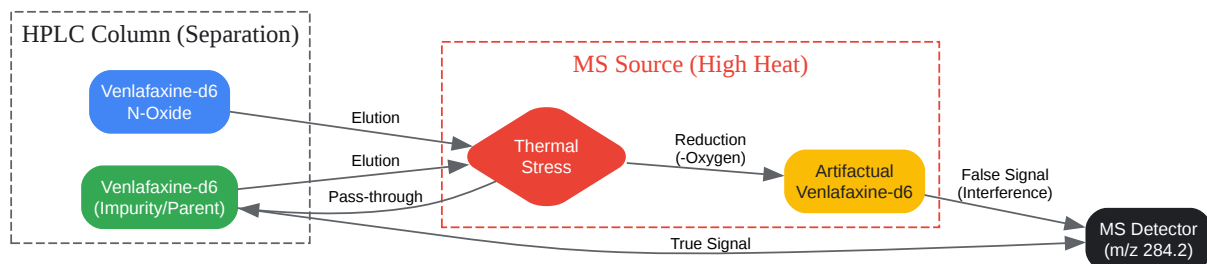 HPLC Column (Separation)
Venlafaxine-d6
N-Oxide
Venlafaxine-d6
(Impurity/Parent)
Elution
Elution
Pass-through
MS Source (High Heat)
Thermal
Stress
Reduction
(-Oxygen)
Artifactual
Venlafaxine-d6
False Signal
(Interference)
True Signal
MS Detector
(m/z 284.2)